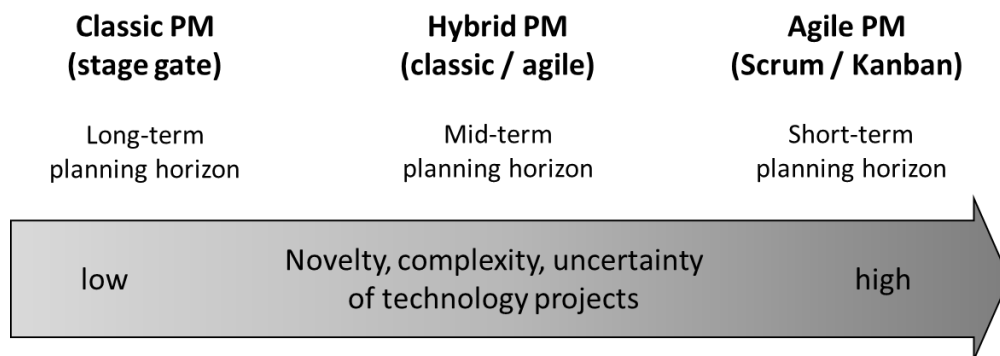 Classic PM
(stage gate)
Hybrid PM
(classic / agile)
Agile PM
(Scrum / Kanban)
Long-term
planning horizon
Mid-term
planning horizon
Short-term
planning horizon
low
Novelty, complexity, uncertainty
of technology projects
high